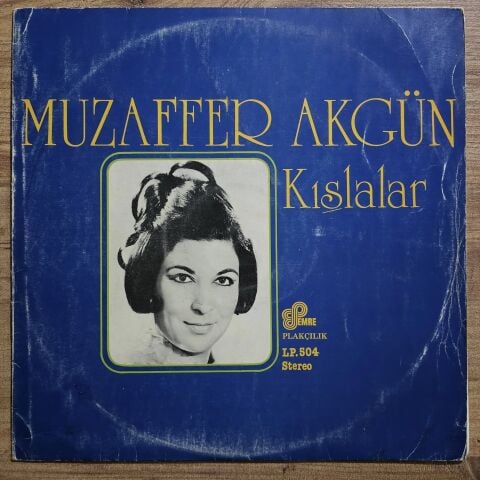 MUZAFFER AKGÜN
Kışlalar
EMRE
PLAKÇILIK
LP.504
Stereo